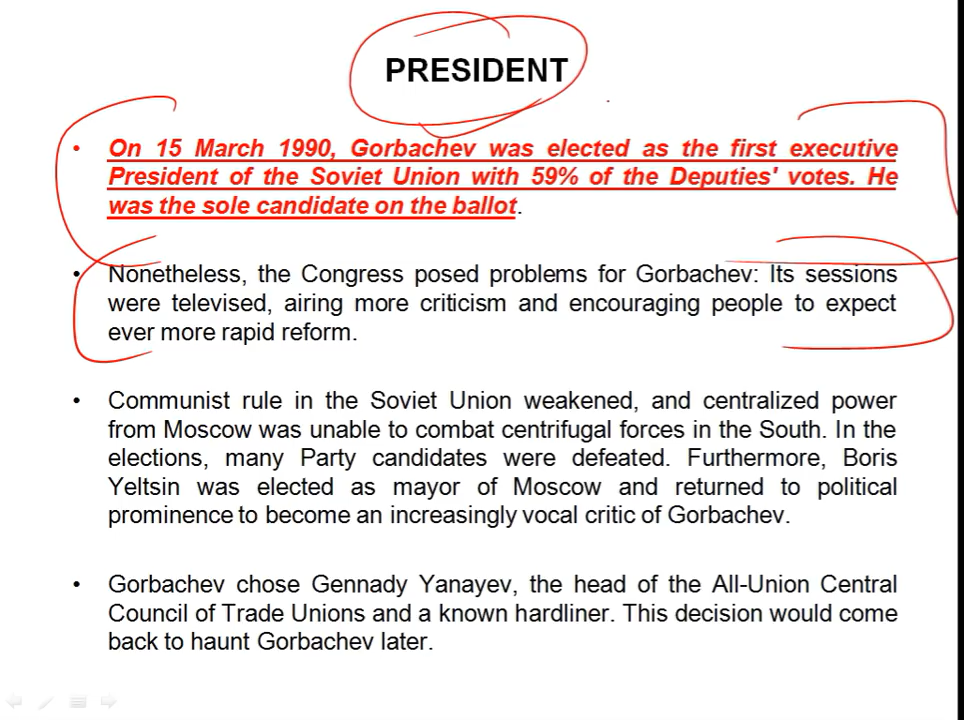 PRESIDENT
• On 15 March 1990, Gorbachev was elected as the first executive
President of the Soviet Union with 59% of the Deputies' votes. He
was the sole candidate on the ballot.
• Nonetheless, the Congress posed problems for Gorbachev: Its sessions
were televised, airing more criticism and encouraging people to expect
ever more rapid reform.
• Communist rule in the Soviet Union weakened, and centralized power
from Moscow was unable to combat centrifugal forces in the South. In the
elections, many Party candidates were defeated. Furthermore, Boris
Yeltsin was elected as mayor of Moscow and returned to political
prominence to become an increasingly vocal critic of Gorbachev.
• Gorbachev chose Gennady Yanayev, the head of the All-Union Central
Council of Trade Unions and a known hardliner. This decision would come
back to haunt Gorbachev later.